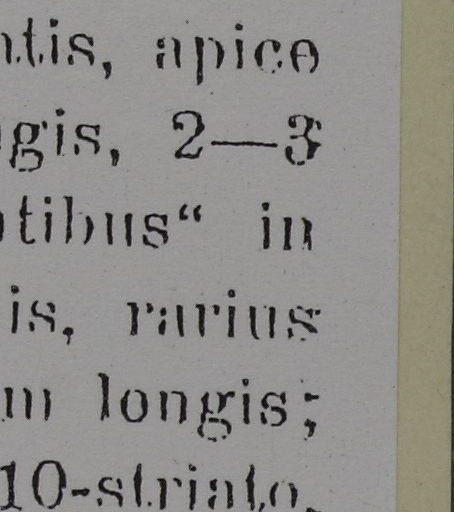 ntis, apice
gis, 2—3
tibus“ in
is, rarius
m longis;
10-striato,